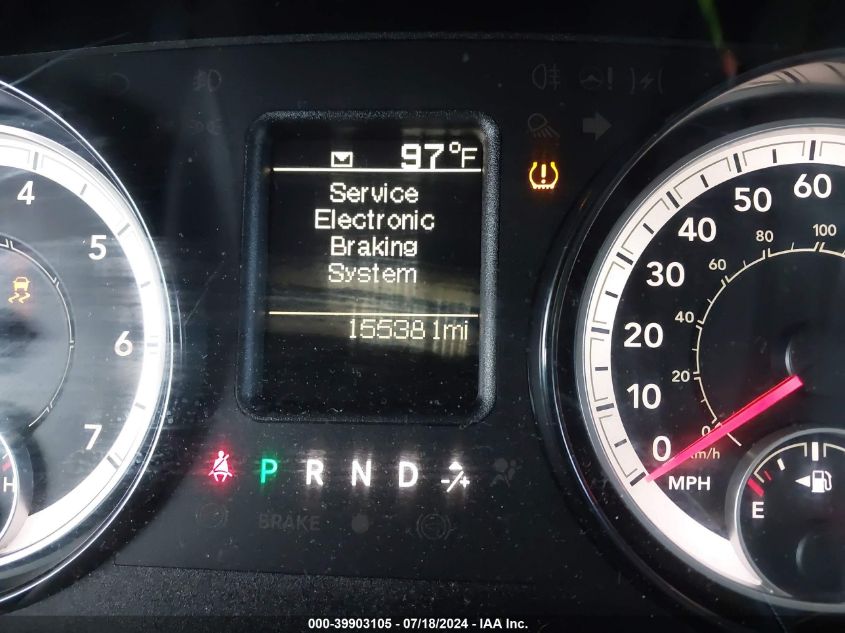 97°F
Service
Electronic
Braking
System
155381mi
4
5
6
7
H
60
50
40
30
20
10
0
MPH
100
80
60
40
20
0
km/h
E
P R N D -/+
BRAKE
000-39903105 - 07/18/2024 - IAA Inc.